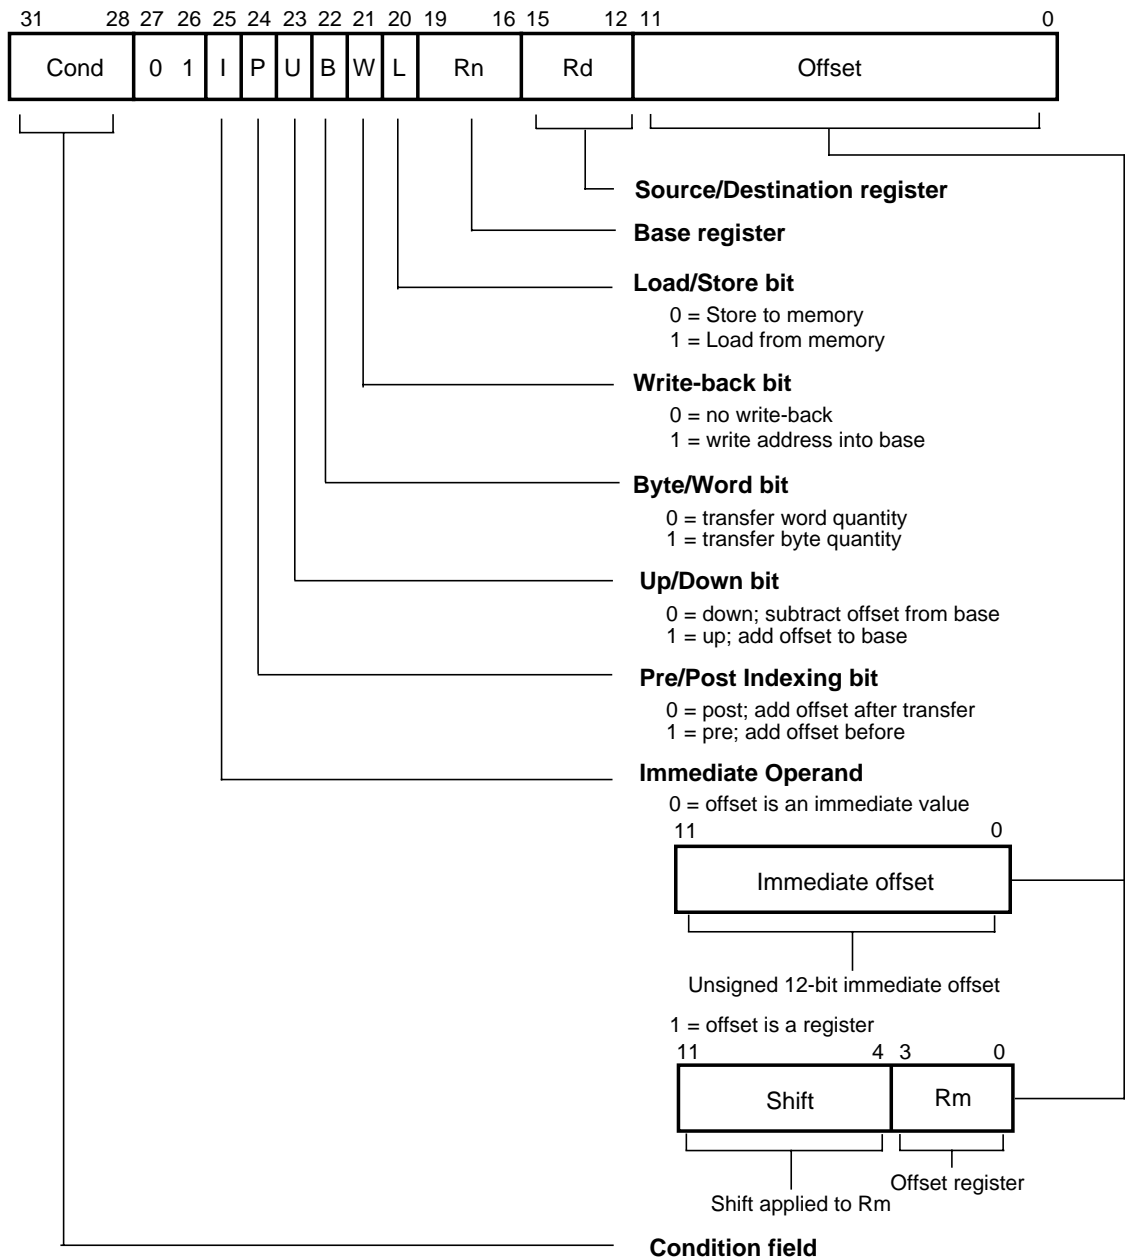 31 28 27 26 25 24 23 22 21 20 19 16 15 12 11 0
Cond 0 1 I P U B W L Rn Rd Offset
Source/Destination register
Base register
Load/Store bit
0 = Store to memory
1 = Load from memory
Write-back bit
0 = no write-back
1 = write address into base
Byte/Word bit
0 = transfer word quantity
1 = transfer byte quantity
Up/Down bit
0 = down; subtract offset from base
1 = up; add offset to base
Pre/Post Indexing bit
0 = post; add offset after transfer
1 = pre; add offset before
Immediate Operand
0 = offset is an immediate value
11 0
Immediate offset
Unsigned 12-bit immediate offset
1 = offset is a register
11 4 3 0
Shift Rm
Offset register
Shift applied to Rm
Condition field